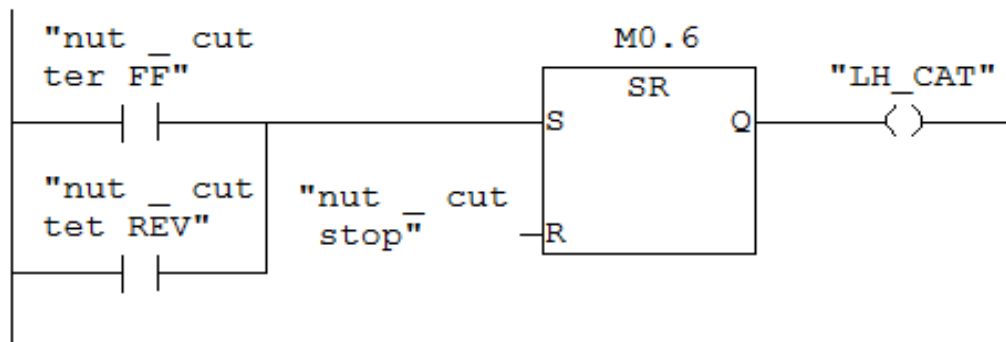 "nut _ cut
ter FF"
M0.6
SR
"LH_CAT"
S
Q
"nut _ cut
tet REV"
"nut _ cut
stop"
R